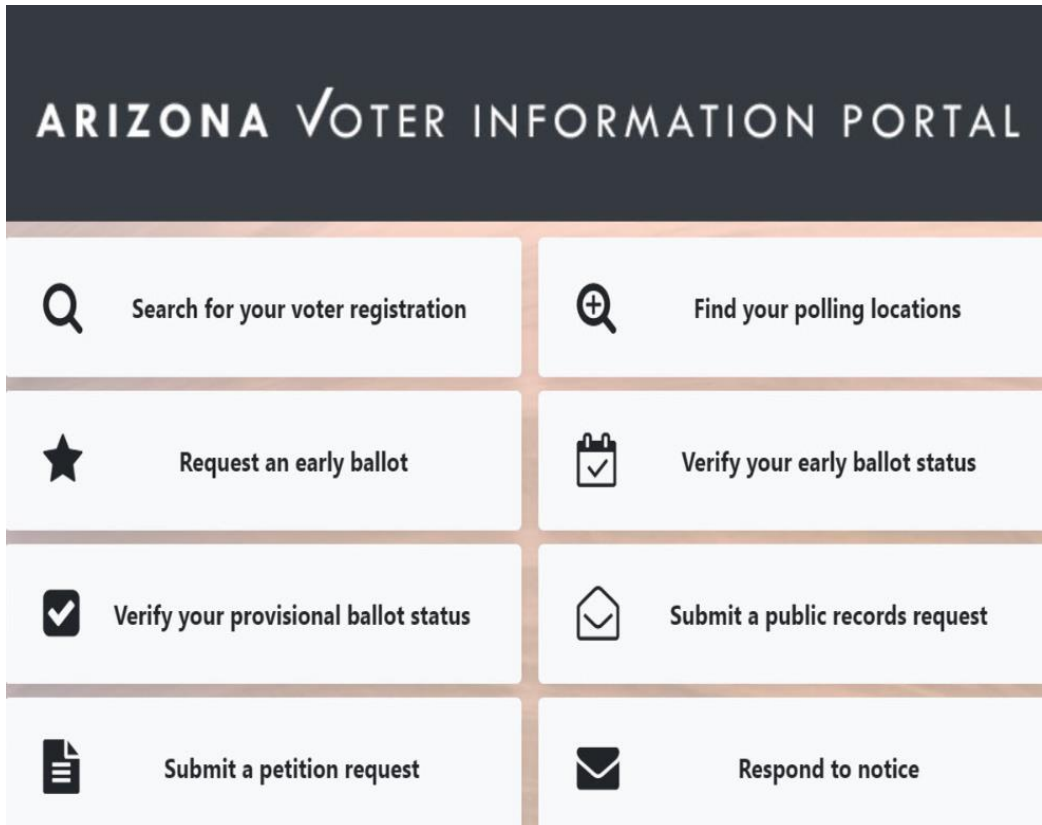 ARIZONA VOTER INFORMATION PORTAL
Search for your voter registration
Find your polling locations
Request an early ballot
Verify your early ballot status
Verify your provisional ballot status
Submit a public records request
Submit a petition request
Respond to notice